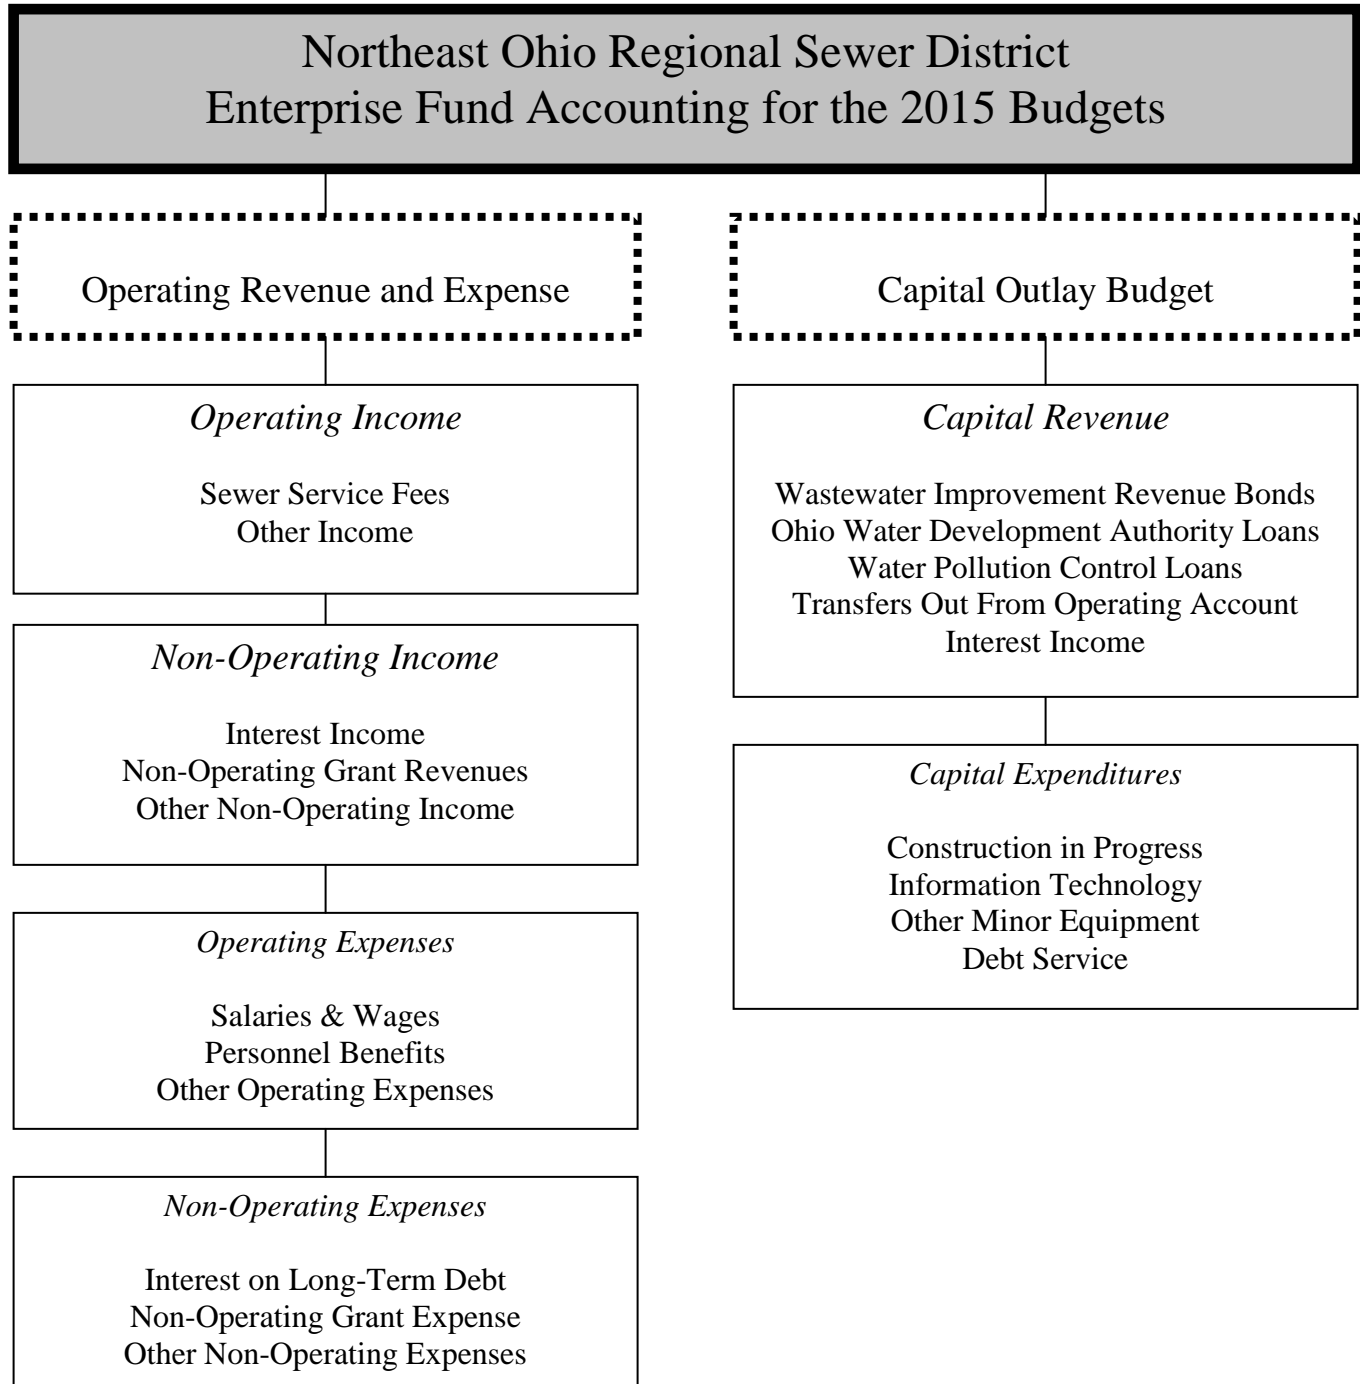 Northeast Ohio Regional Sewer District
Enterprise Fund Accounting for the 2015 Budgets
Operating Revenue and Expense
Operating Income
Sewer Service Fees
Other Income
Non-Operating Income
Interest Income
Non-Operating Grant Revenues
Other Non-Operating Income
Operating Expenses
Salaries & Wages
Personnel Benefits
Other Operating Expenses
Non-Operating Expenses
Interest on Long-Term Debt
Non-Operating Grant Expense
Other Non-Operating Expenses
Capital Outlay Budget
Capital Revenue
Wastewater Improvement Revenue Bonds
Ohio Water Development Authority Loans
Water Pollution Control Loans
Transfers Out From Operating Account
Interest Income
Capital Expenditures
Construction in Progress
Information Technology
Other Minor Equipment
Debt Service